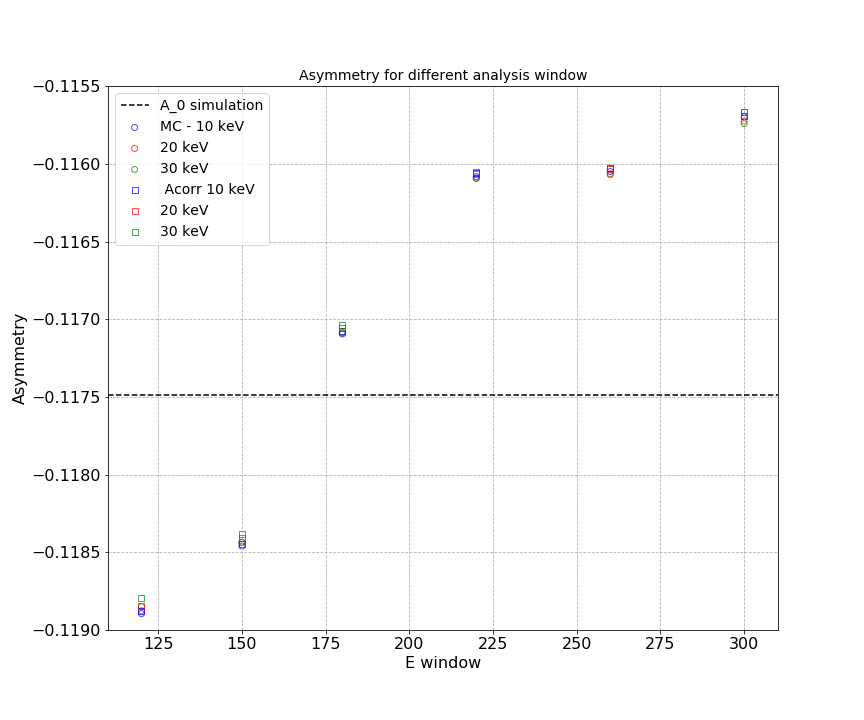 Asymmetry for different analysis window
−0.1155
−0.1160
−0.1165
−0.1170
−0.1175
−0.1180
−0.1185
−0.1190
Asymmetry
A_0 simulation
MC - 10 keV
20 keV
30 keV
Acorr 10 keV
20 keV
30 keV
125 150 175 200 225 250 275 300
E window